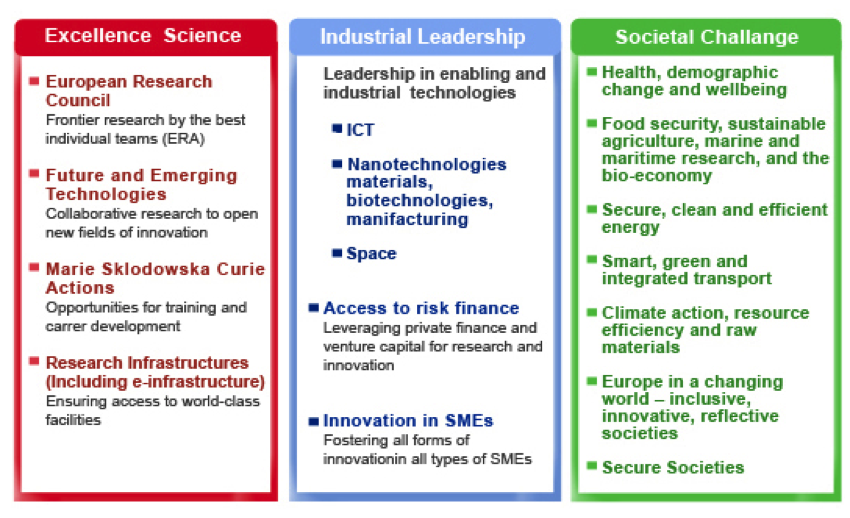 Excellence Science
European Research
Council
Frontier research by the best
individual teams (ERA)
Future and Emerging
Technologies
Collaborative research to open
new fields of innovation
Marie Sklodowska Curie
Actions
Opportunities for training and
carrer development
Research Infrastructures
(Including e-infrastructure)
Ensuring access to world-class
facilities
Industrial Leadership
Leadership in enabling and
industrial technologies
ICT
Nanotechnologies
materials,
biotechnologies,
manifacturing
Space
Access to risk finance
Leveraging private finance and
venture capital for research and
innovation
Innovation in SMEs
Fostering all forms of
innovationin all types of SMEs
Societal Challange
Health, demographic
change and wellbeing
Food security, sustainable
agriculture, marine and
maritime research, and the
bio-economy
Secure, clean and efficient
energy
Smart, green and
integrated transport
Climate action, resource
efficiency and raw
materials
Europe in a changing
world – inclusive,
innovative, reflective
societies
Secure Societies